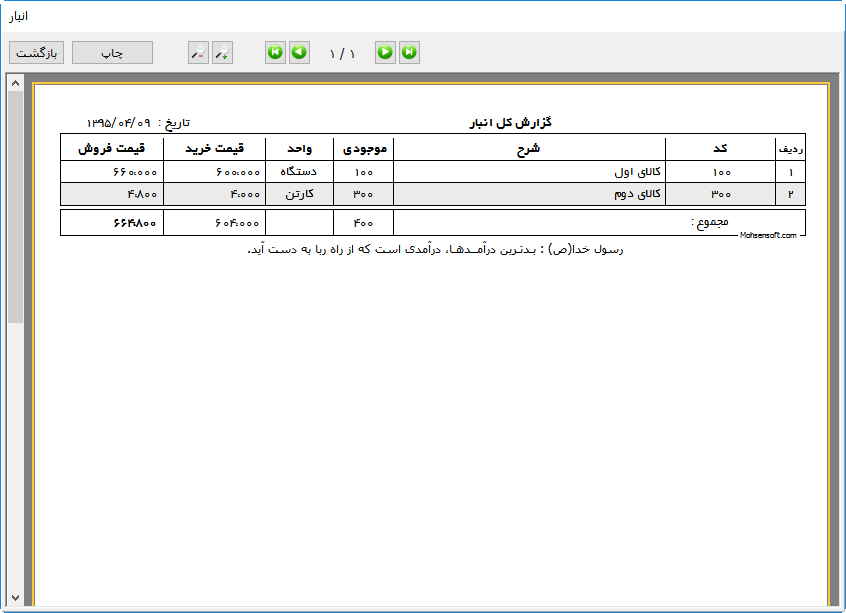 انبار
بازگشت چاپ ۱ / ۱
گزارش کل انبار تاریخ : ۱۳۹۵/۰۴/۰۹
ردیف کد شرح موجودی واحد قیمت خرید قیمت فروش
۱ ۱۰۰ کالای اول ۱۰۰ دستگاه ۶۰۰،۰۰۰ ۶۶۰،۰۰۰
۲ ۳۰۰ کالای دوم ۳۰۰ کارتن ۴،۰۰۰ ۴،۸۰۰
مجموع : ۴۰۰ ۶۰۴،۰۰۰ ۶۶۴،۸۰۰
Mohsensoft.com
رسول خدا(ص) : بـدتـرین درآمــدهـا، درآمدی است که از راه ربا به دست آید.